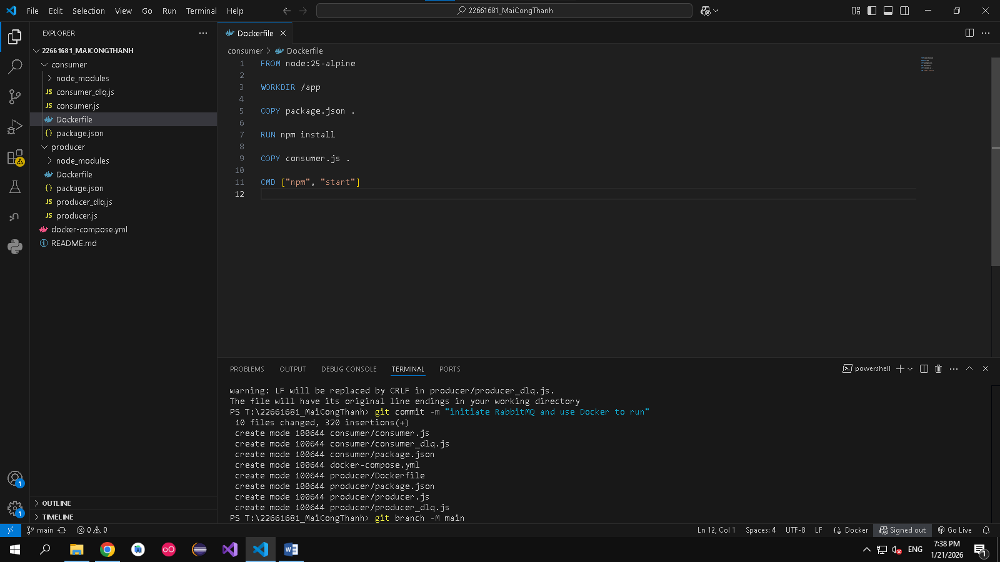 File Edit Selection View Go Run Terminal Help
22661681_MaiCongThanh
EXPLORER
22661681_MAICONGTHANH
consumer
node_modules
JS consumer_dlq.js
JS consumer.js
Dockerfile
{} package.json
producer
node_modules
Dockerfile
{} package.json
JS producer_dlq.js
JS producer.js
docker-compose.yml
README.md
OUTLINE
TIMELINE
Dockerfile
consumer > Dockerfile
1 FROM node:25-alpine
2
3 WORKDIR /app
4
5 COPY package.json .
6
7 RUN npm install
8
9 COPY consumer.js .
10
11 CMD ["npm", "start"]
12
PROBLEMS OUTPUT DEBUG CONSOLE TERMINAL PORTS
powershell
warning: LF will be replaced by CRLF in producer/producer_dlq.js.
The file will have its original line endings in your working directory
PS T:\22661681_MaiCongThanh> git commit -m "initiate RabbitMQ and use Docker to run"
10 files changed, 320 insertions(+)
create mode 100644 consumer/consumer.js
create mode 100644 consumer/consumer_dlq.js
create mode 100644 consumer/package.json
create mode 100644 docker-compose.yml
create mode 100644 producer/Dockerfile
create mode 100644 producer/package.json
create mode 100644 producer/producer.js
create mode 100644 producer/producer_dlq.js
PS T:\22661681_MaiCongThanh> git branch -M main
1
1
main 0 0
Ln 12, Col 1 Spaces: 4 UTF-8 LF Docker Signed out Go Live
ENG
7:38 PM
1/21/2026
1